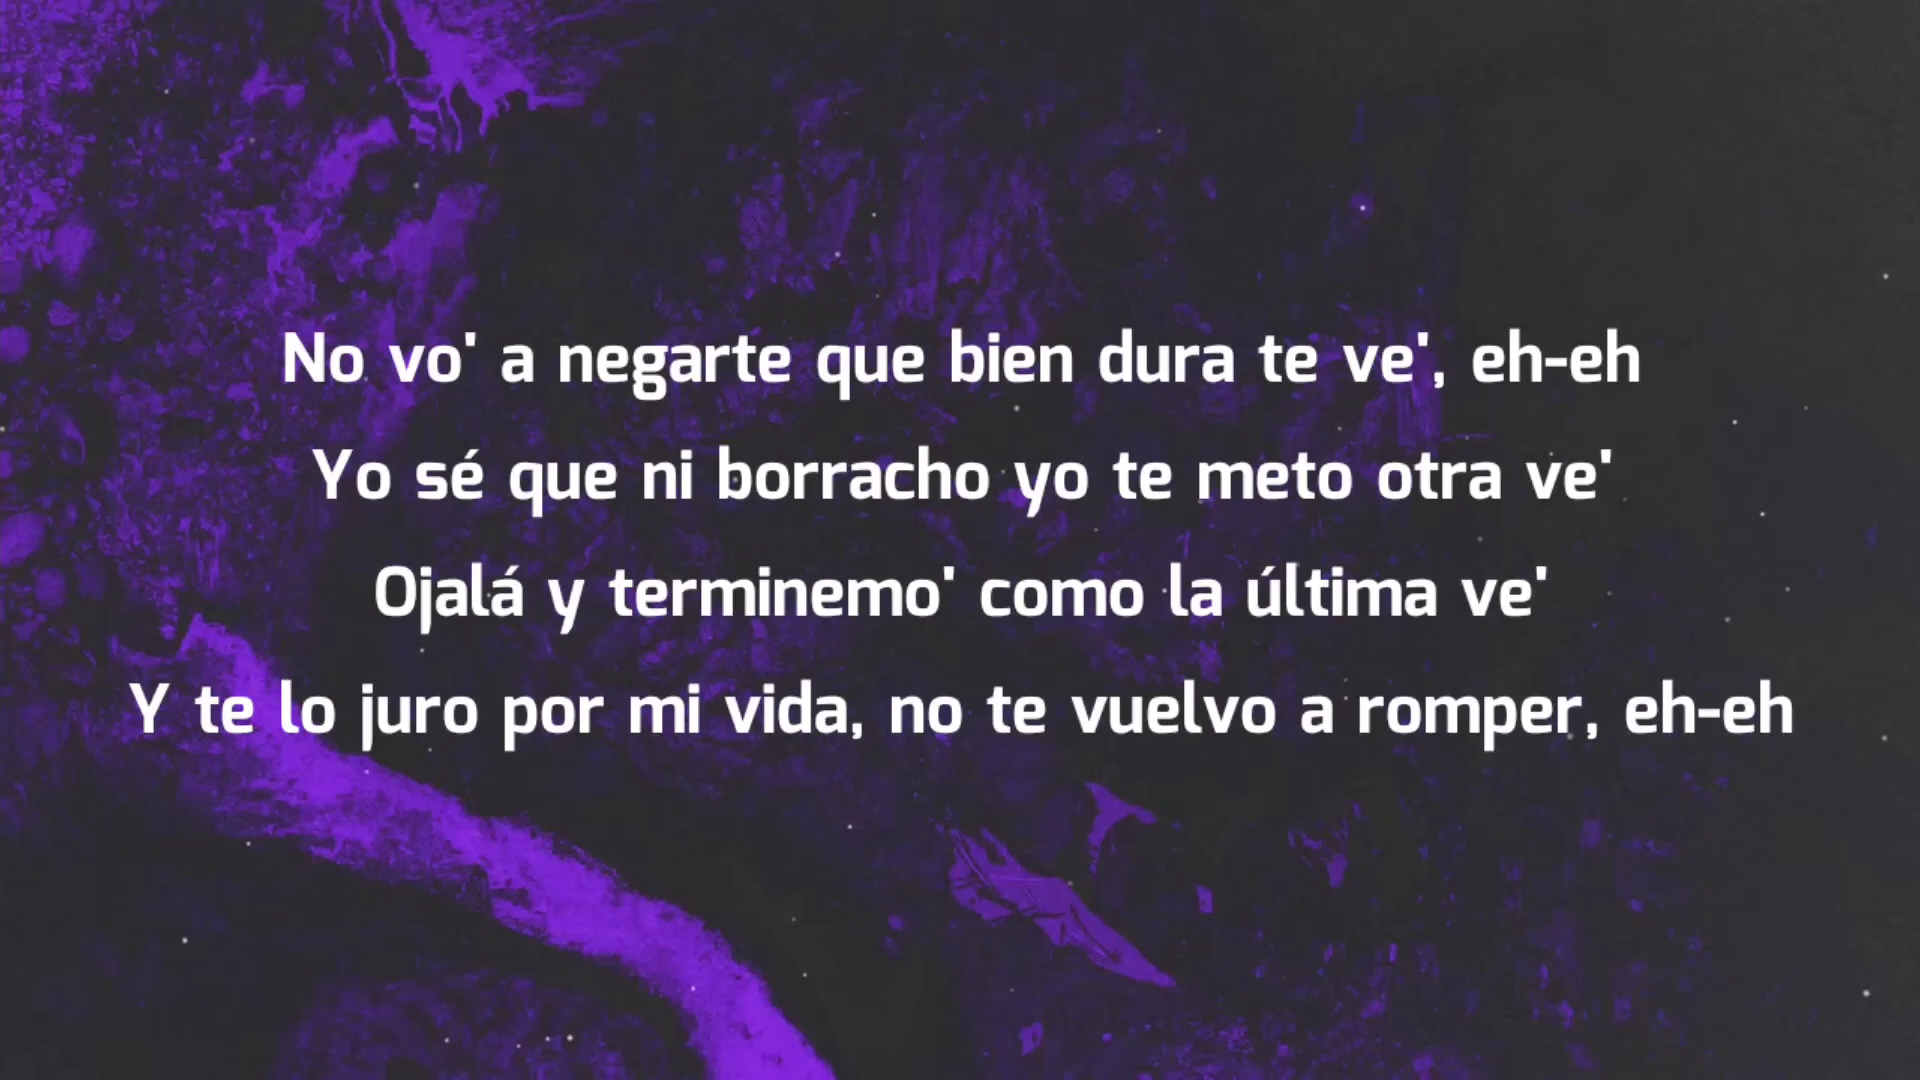 No vo' a negarte que bien dura te ve', eh-eh
Yo sé que ni borracho yo te meto otra ve'
Ojalá y terminemo' como la última ve'
Y te lo juro por mi vida, no te vuelvo a romper, eh-eh